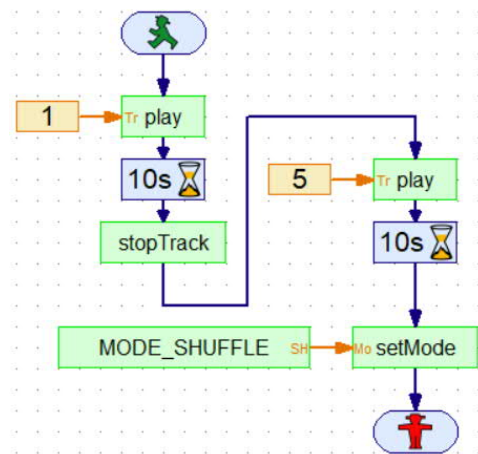 1
Tr play
10s
stopTrack
5
Tr play
10s
MODE_SHUFFLE SH
Mo setMode